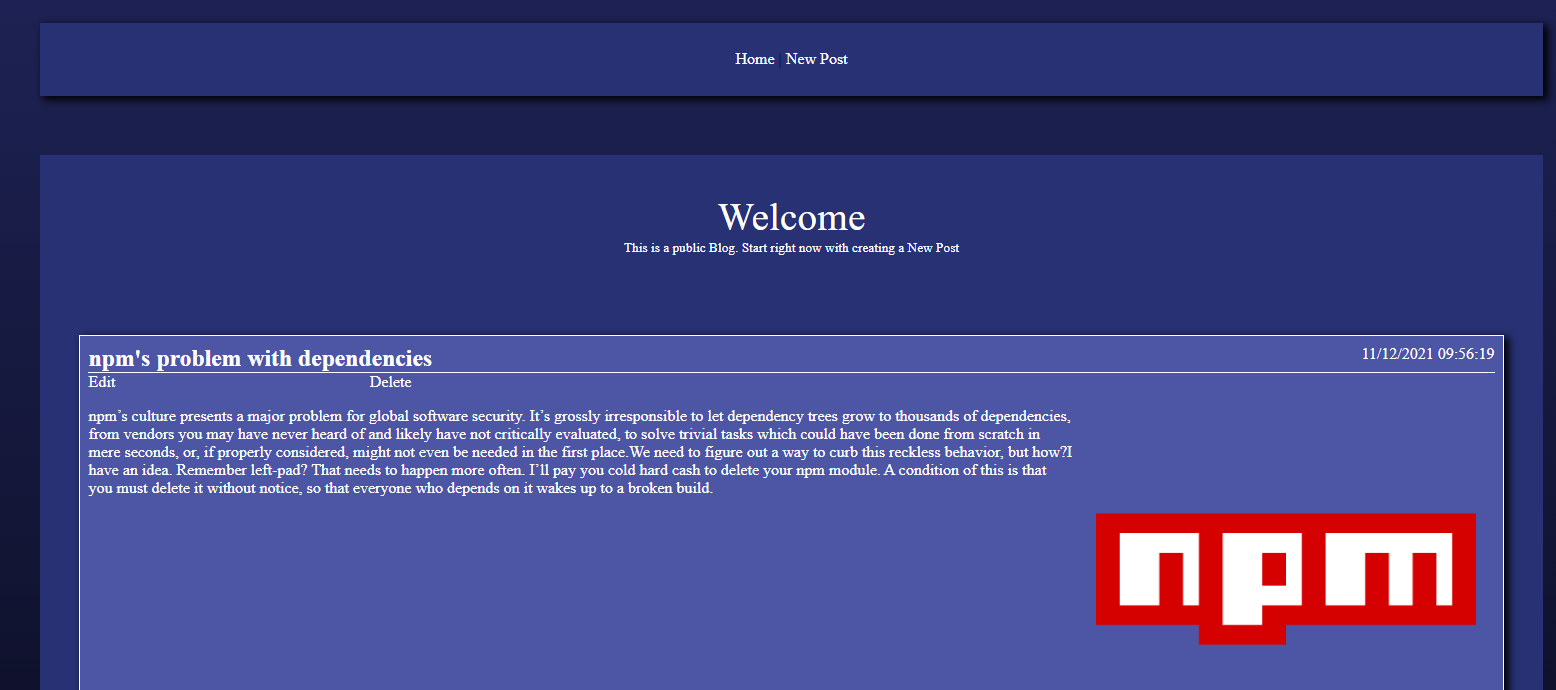 Home | New Post
Welcome
This is a public Blog. Start right now with creating a New Post
npm's problem with dependencies
11/12/2021 09:56:19
Edit
Delete
npm’s culture presents a major problem for global software security. It’s grossly irresponsible to let dependency trees grow to thousands of dependencies,
from vendors you may have never heard of and likely have not critically evaluated, to solve trivial tasks which could have been done from scratch in
mere seconds, or, if properly considered, might not even be needed in the first place.We need to figure out a way to curb this reckless behavior, but how?I
have an idea. Remember left-pad? That needs to happen more often. I’ll pay you cold hard cash to delete your npm module. A condition of this is that
you must delete it without notice, so that everyone who depends on it wakes up to a broken build.
npm